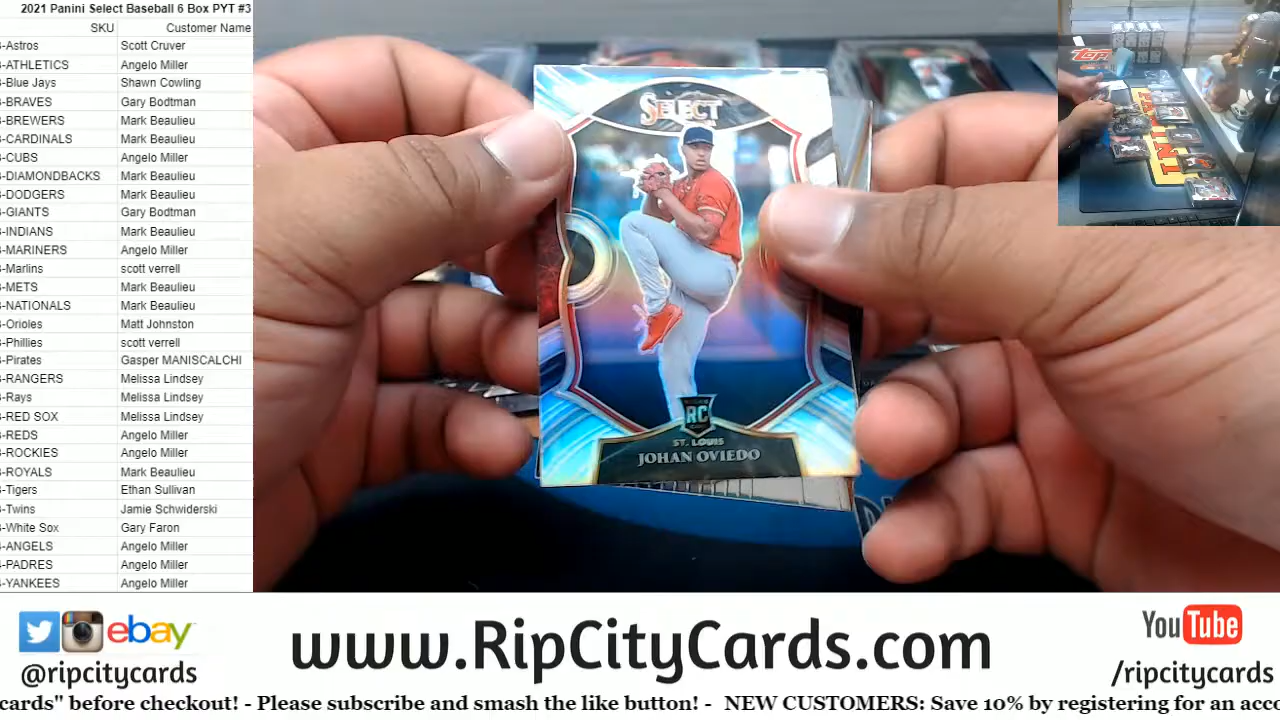 2021 Panini Select Baseball 6 Box PYT #3
SKU Customer Name
-Astros Scott Cruver
-ATHLETICS Angelo Miller
-Blue Jays Shawn Cowling
-BRAVES Gary Bodtman
-BREWERS Mark Beaulieu
-CARDINALS Mark Beaulieu
-CUBS Angelo Miller
-DIAMONDBACKS Mark Beaulieu
-DODGERS Mark Beaulieu
-GIANTS Gary Bodtman
-INDIANS Mark Beaulieu
-MARINERS Angelo Miller
-Marlins scott verrell
-METS Mark Beaulieu
-NATIONALS Mark Beaulieu
-Orioles Matt Johnston
-Phillies scott verrell
-Pirates Gasper MANISCALCHI
-RANGERS Melissa Lindsey
-Rays Melissa Lindsey
-RED SOX Melissa Lindsey
-REDS Angelo Miller
-ROCKIES Angelo Miller
-ROYALS Mark Beaulieu
-Tigers Ethan Sullivan
-Twins Jamie Schwiderski
-White Sox Gary Faron
-ANGELS Angelo Miller
-PADRES Angelo Miller
-YANKEES Angelo Miller
SELECT
RC
ST. LOUIS
JOHAN OVIEDO
Topps
PANINI
ebay
@ripcitycards
www.RipCityCards.com
YouTube
/ripcitycards
cards" before checkout! - Please subscribe and smash the like button! - NEW CUSTOMERS: Save 10% by registering for an acco